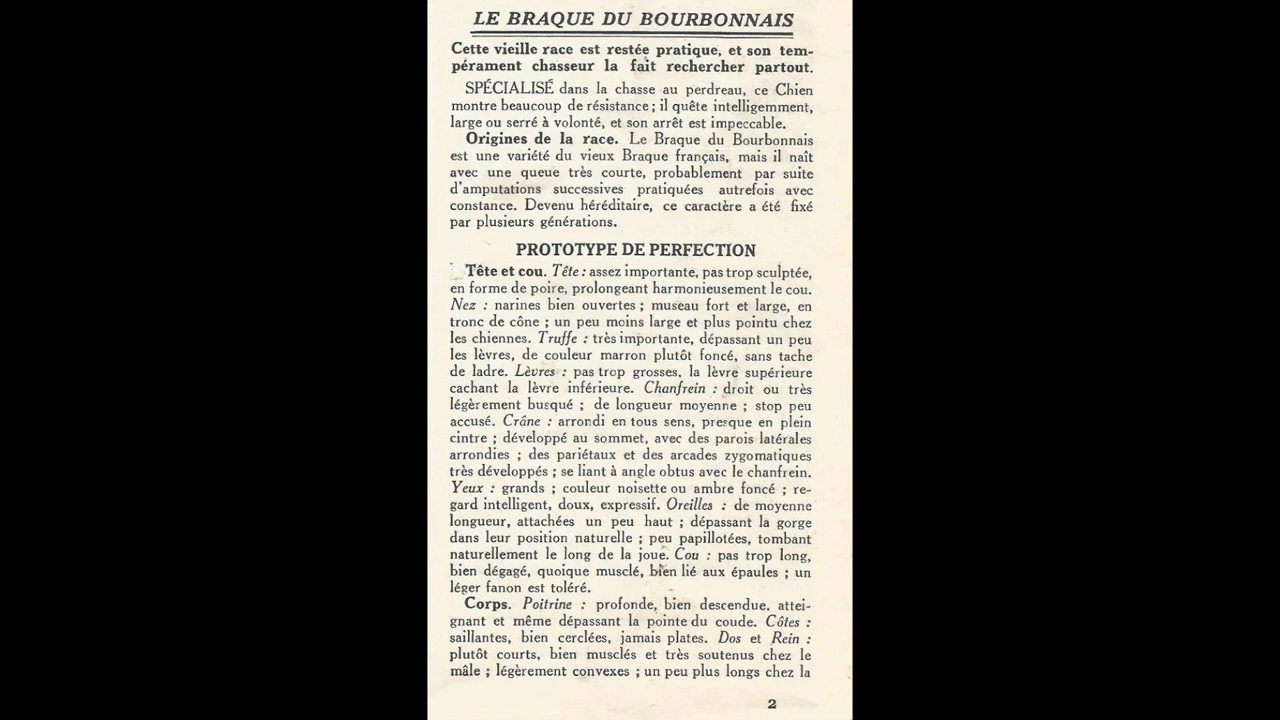 LE BRAQUE DU BOURBONNAIS
Cette vieille race est restée pratique, et son tem-
pérament chasseur la fait rechercher partout.
SPÉCIALISÉ dans la chasse au perdreau, ce Chien
montre beaucoup de résistance ; il quête intelligemment,
large ou serré à volonté, et son arrêt est impeccable.
Origines de la race. Le Braque du Bourbonnais
est une variété du vieux Braque français, mais il naît
avec une queue très courte, probablement par suite
d'amputations successives pratiquées autrefois avec
constance. Devenu héréditaire, ce caractère a été fixé
par plusieurs générations.
PROTOTYPE DE PERFECTION
Tête et cou. Tête : assez importante, pas trop sculptée,
en forme de poire, prolongeant harmonieusement le cou.
Nez : narines bien ouvertes ; museau fort et large, en
tronc de cône ; un peu moins large et plus pointu chez
les chiennes. Truffe : très importante, dépassant un peu
les lèvres, de couleur marron plutôt foncé, sans tache
de ladre. Lèvres : pas trop grosses, la lèvre supérieure
cachant la lèvre inférieure. Chanfrein : droit ou très
légèrement busqué ; de longueur moyenne ; stop peu
accusé. Crâne : arrondi en tous sens, presque en plein
cintre ; développé au sommet, avec des parois latérales
arrondies ; des pariétaux et des arcades zygomatiques
très développés ; se liant à angle obtus avec le chanfrein.
Yeux : grands ; couleur noisette ou ambre foncé ; re-
gard intelligent, doux, expressif. Oreilles : de moyenne
longueur, attachées un peu haut ; dépassant la gorge
dans leur position naturelle ; peu papillotées, tombant
naturellement le long de la joue. Cou : pas trop long,
bien dégagé, quoique musclé, bien lié aux épaules ; un
léger fanon est toléré.
Corps. Poitrine : profonde, bien descendue, attei-
gnant et même dépassant la pointe du coude. Côtes :
saillantes, bien cerclées, jamais plates. Dos et Rein :
plutôt courts, bien musclés et très soutenus chez le
mâle ; légèrement convexes ; un peu plus longs chez la
2